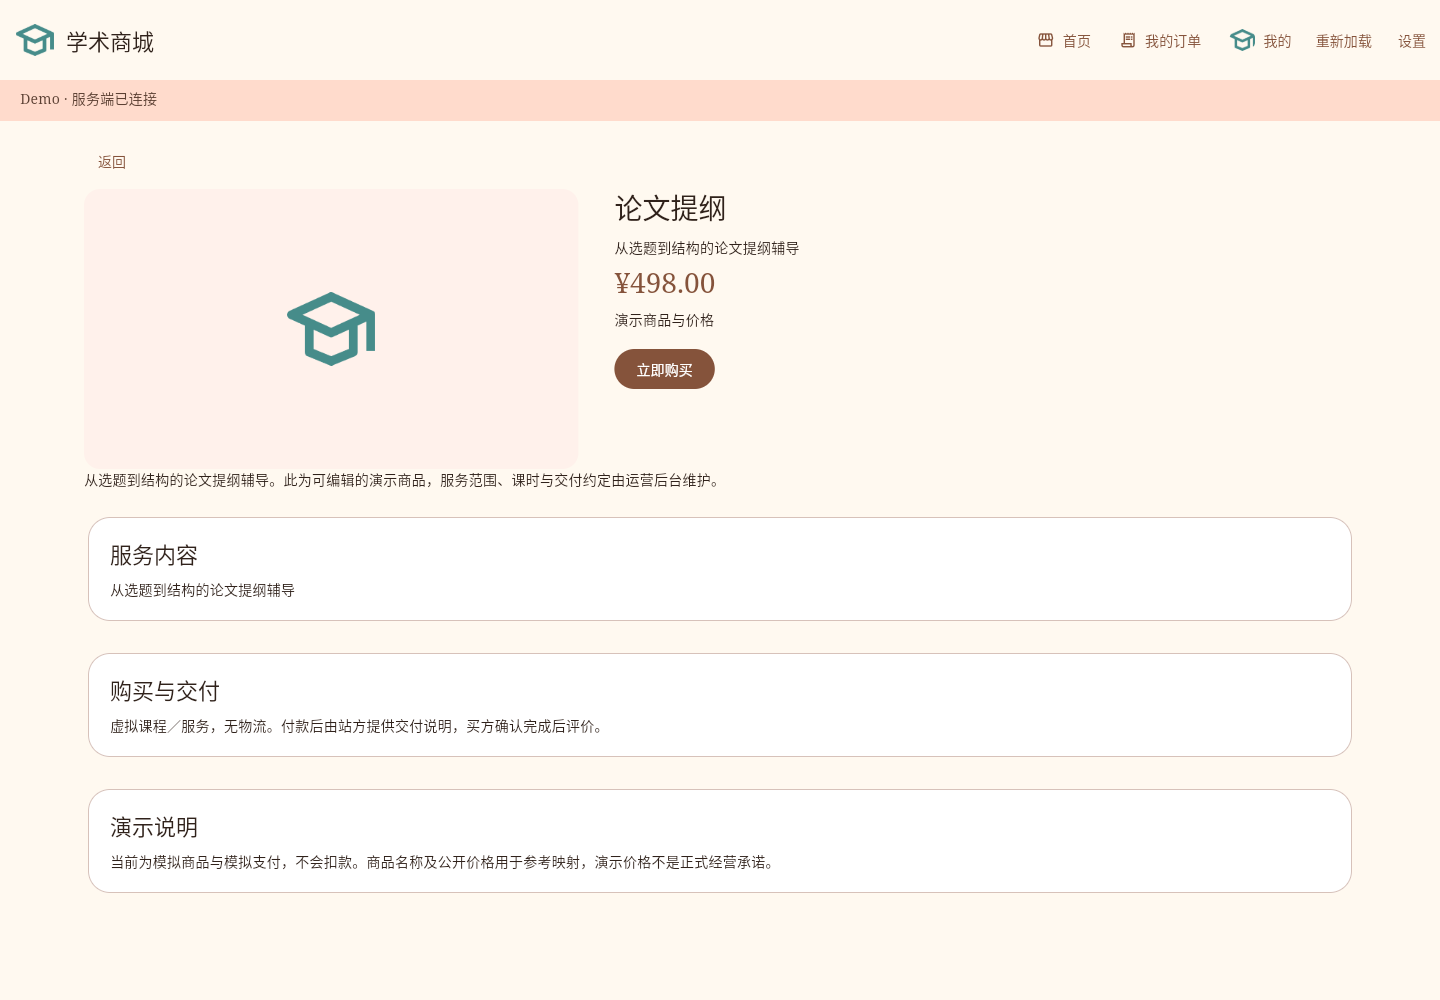 学术商城
首页
我的订单
我的
重新加载
设置
Demo · 服务端已连接
返回
论文提纲
从选题到结构的论文提纲辅导
¥498.00
演示商品与价格
立即购买
从选题到结构的论文提纲辅导。此为可编辑的演示商品，服务范围、课时与交付约定由运营后台维护。
服务内容
从选题到结构的论文提纲辅导
购买与交付
虚拟课程／服务，无物流。付款后由站方提供交付说明，买方确认完成后评价。
演示说明
当前为模拟商品与模拟支付，不会扣款。商品名称及公开价格用于参考映射，演示价格不是正式经营承诺。